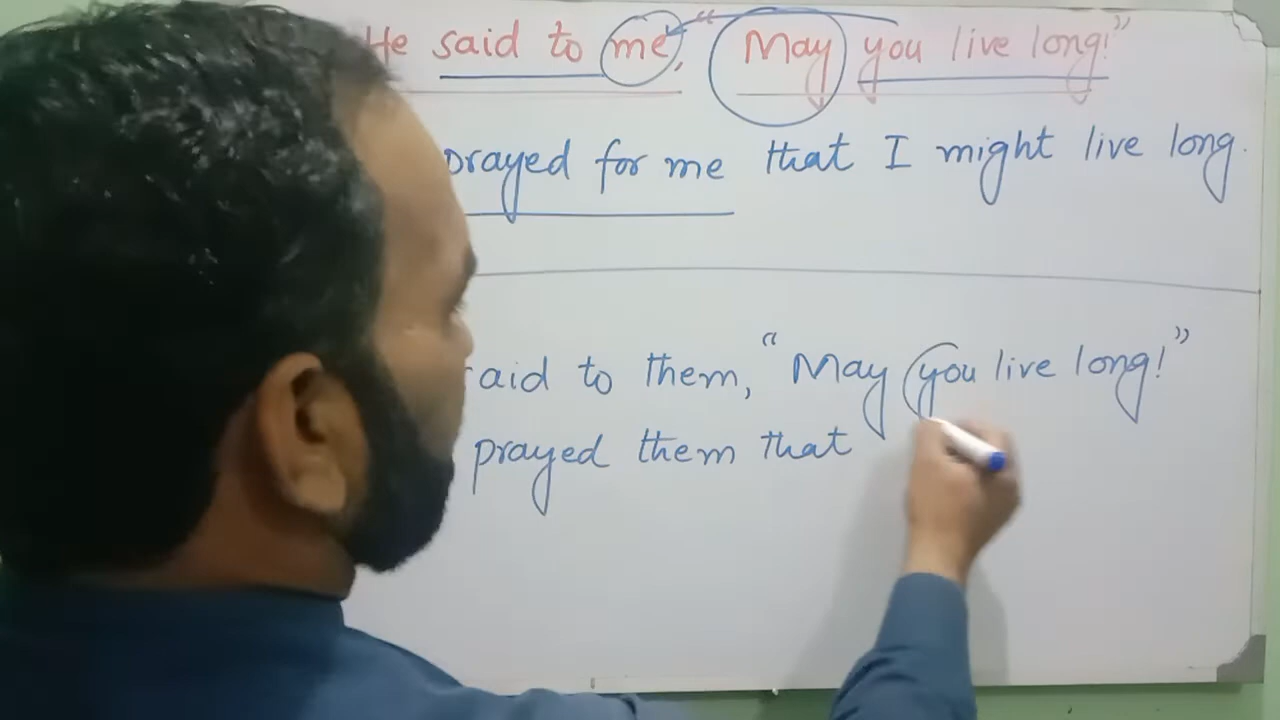 He said to me, “May you live long!”
prayed for me that I might live long.
said to them, “May you live long!”
prayed them that